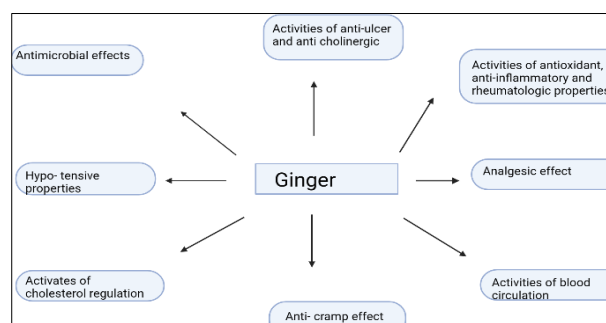 Activities of anti-ulcer
and anti cholinergic
Antimicrobial effects
Activities of antioxidant,
anti-inflammatory and
rheumatologic properties
Hypo- tensive
properties
Ginger
Analgesic effect
Activates of
cholesterol regulation
Activities of blood
circulation
Anti- cramp effect